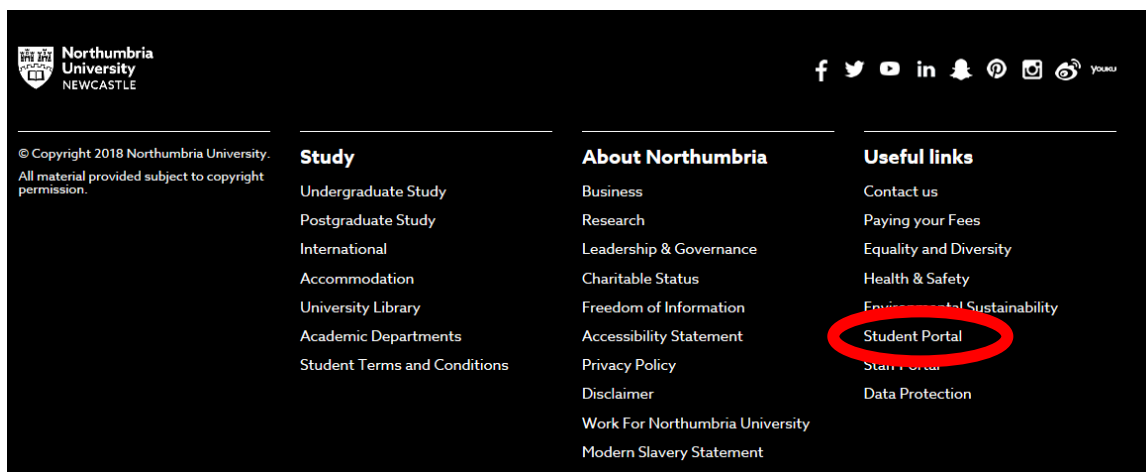 Northumbria
University
NEWCASTLE
YOUKU
© Copyright 2018 Northumbria University.
All material provided subject to copyright
permission.
Study
Undergraduate Study
Postgraduate Study
International
Accommodation
University Library
Academic Departments
Student Terms and Conditions
About Northumbria
Business
Research
Leadership & Governance
Charitable Status
Freedom of Information
Accessibility Statement
Privacy Policy
Disclaimer
Work For Northumbria University
Modern Slavery Statement
Useful links
Contact us
Paying your Fees
Equality and Diversity
Health & Safety
Environmental Sustainability
Student Portal
Staff Portal
Data Protection